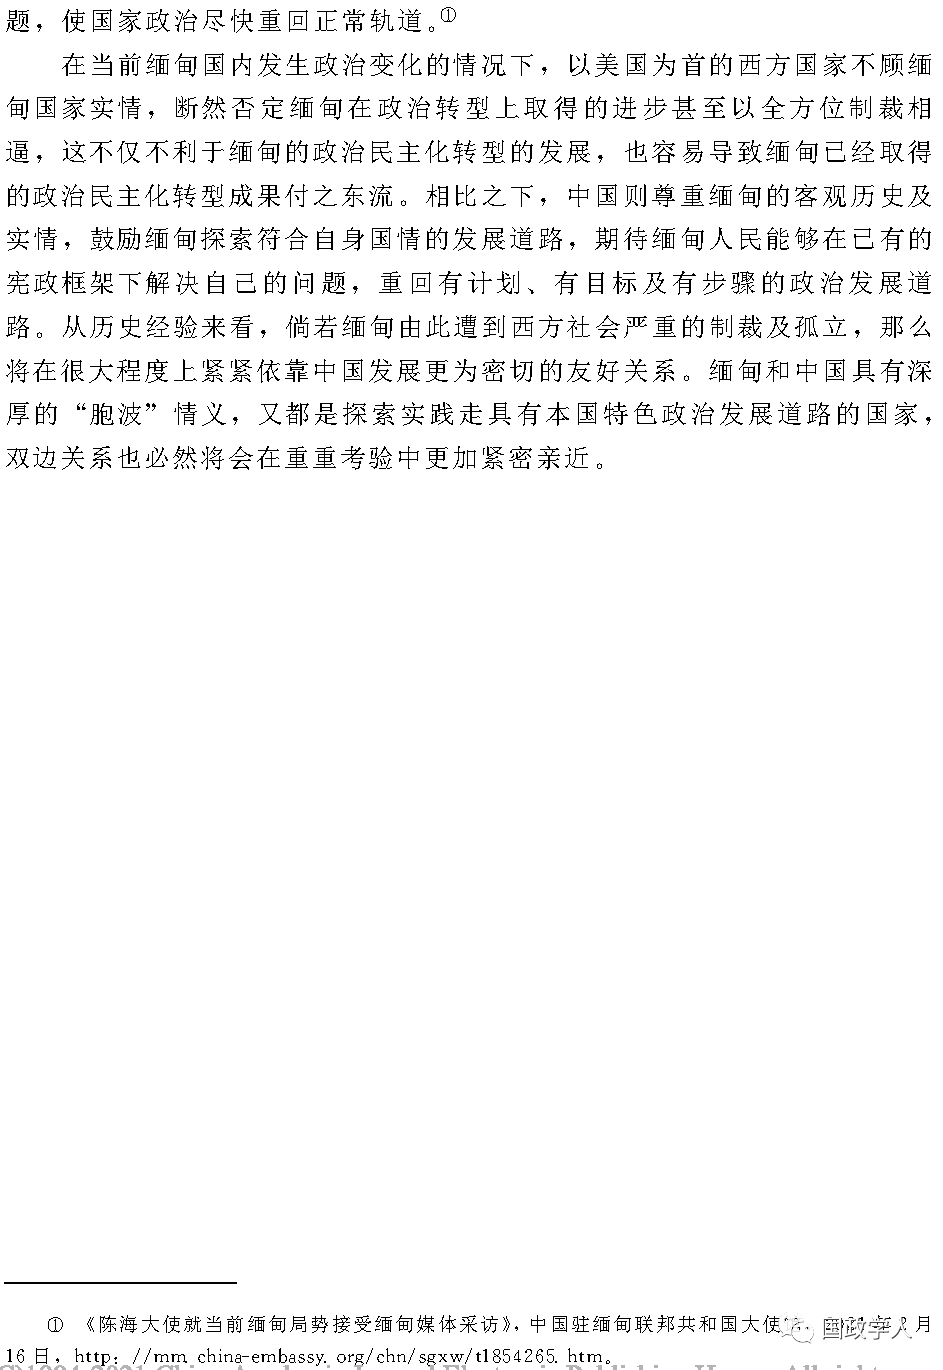 题，使国家政治尽快重回正常轨道。①
在当前缅甸国内发生政治变化的情况下，以美国为首的西方国家不顾缅
甸国家实情，断然否定缅甸在政治转型上取得的进步甚至以全方位制裁相
逼，这不仅不利于缅甸的政治民主化转型的发展，也容易导致缅甸已经取得
的政治民主化转型成果付之东流。相比之下，中国则尊重缅甸的客观历史及
实情，鼓励缅甸探索符合自身国情的发展道路，期待缅甸人民能够在已有的
宪政框架下解决自己的问题，重回有计划、有目标及有步骤的政治发展道
路。从历史经验来看，倘若缅甸由此遭到西方社会严重的制裁及孤立，那么
将在很大程度上紧紧依靠中国发展更为密切的友好关系。缅甸和中国具有深
厚的“胞波”情义，又都是探索实践走具有本国特色政治发展道路的国家，
双边关系也必然将会在重重考验中更加紧密亲近。
① 《陈海大使就当前缅甸局势接受缅甸媒体采访》，中国驻缅甸联邦共和国大使馆，2021年2月
国政学人
16日，http：//mm.china-embassy.org/chn/sgxw/t1854265.htm。